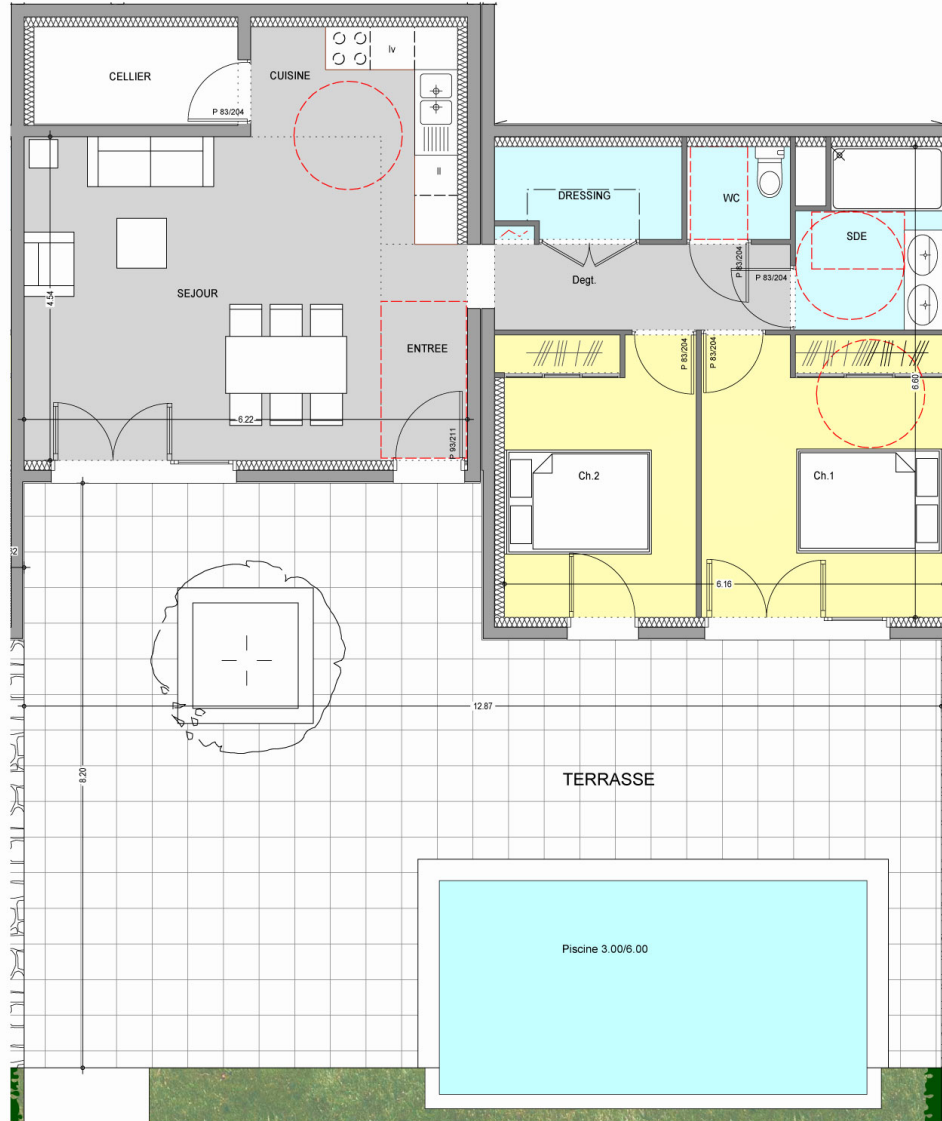 CELLIER
CUISINE
lv
P 83/204
ll
DRESSING
WC
SDE
Degt.
P 83/204
P 83/204
SEJOUR
4.54
ENTREE
P 83/204
P 83/204
6.60
6.22
P 93/211
Ch.2
Ch.1
6.16
12.87
8.20
TERRASSE
Piscine 3.00/6.00